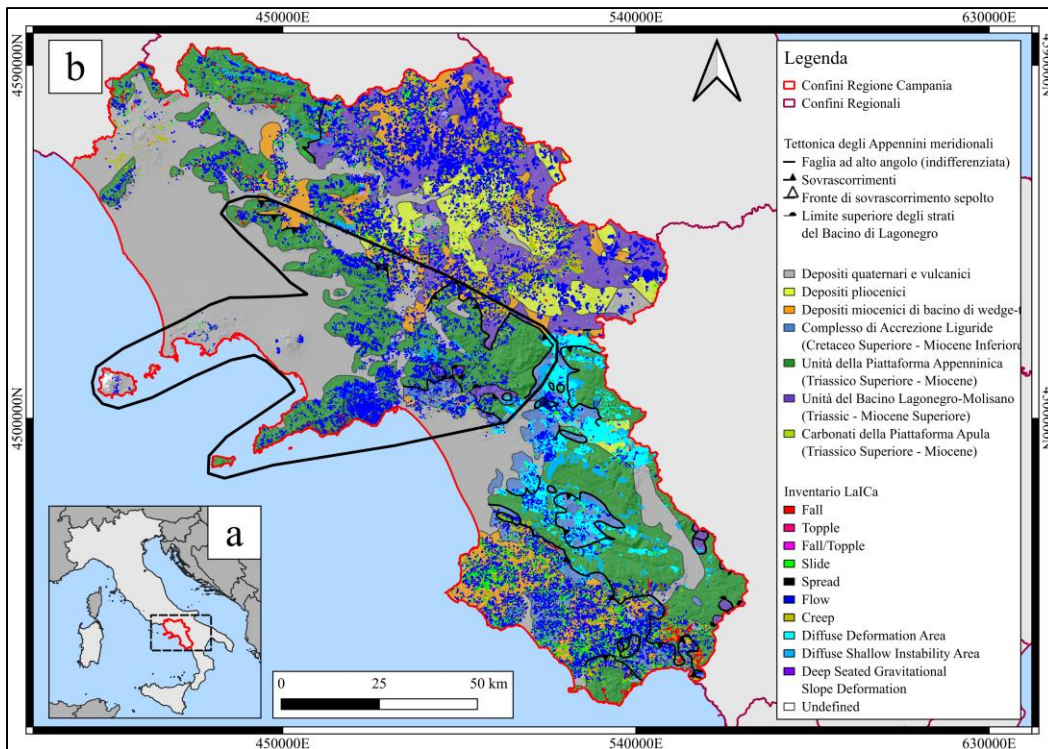 450000E
540000E
630000E
4590000N
4590000N
b
Legenda
Confini Regione Campania
Confini Regionali
Tettonica degli Appennini meridionali
Faglia ad alto angolo (indifferenziata)
Sovrascorrimenti
Fronte di sovrascorrimento sepolto
Limite superiore degli strati
del Bacino di Lagonegro
Depositi quaternari e vulcanici
Depositi pliocenici
Depositi miocenici di bacino di wedge-t
Complesso di Accrezione Liguride
(Cretaceo Superiore - Miocene Inferiore
Unità della Piattaforma Appenninica
(Triassico Superiore - Miocene)
Unità del Bacino Lagonegro-Molisano
(Triassic - Miocene Superiore)
Carbonati della Piattaforma Apula
(Triassico Superiore - Miocene)
4500000N
4500000N
Inventario LaICa
Fall
Topple
Fall/Topple
Slide
Spread
Flow
Creep
Diffuse Deformation Area
Diffuse Shallow Instability Area
Deep Seated Gravitational
Slope Deformation
Undefined
a
0
25
50 km
450000E
540000E
630000E